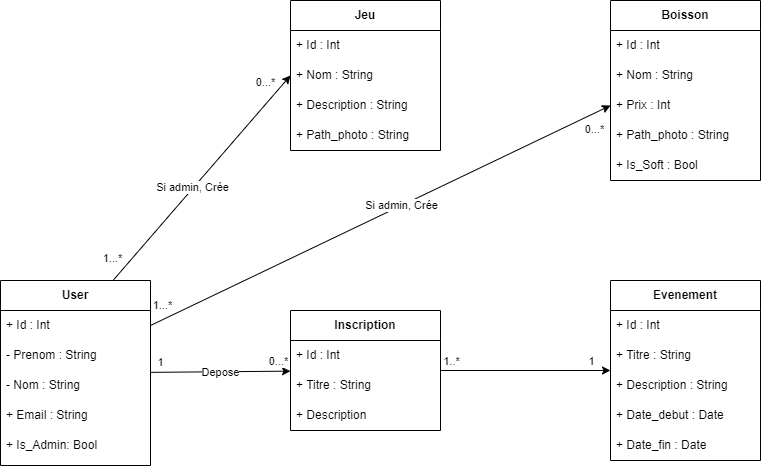 Jeu
+ Id : Int
+ Nom : String
+ Description : String
+ Path_photo : String
Boisson
+ Id : Int
+ Nom : String
+ Prix : Int
+ Path_photo : String
+ Is_Soft : Bool
0...*
0...*
Si admin, Crée
Si admin, Crée
1...*
1...*
User
+ Id : Int
- Prenom : String
- Nom : String
+ Email : String
+ Is_Admin: Bool
1
Depose
0...*
Inscription
+ Id : Int
+ Titre : String
+ Description
1..*
1
Evenement
+ Id : Int
+ Titre : String
+ Description : String
+ Date_debut : Date
+ Date_fin : Date